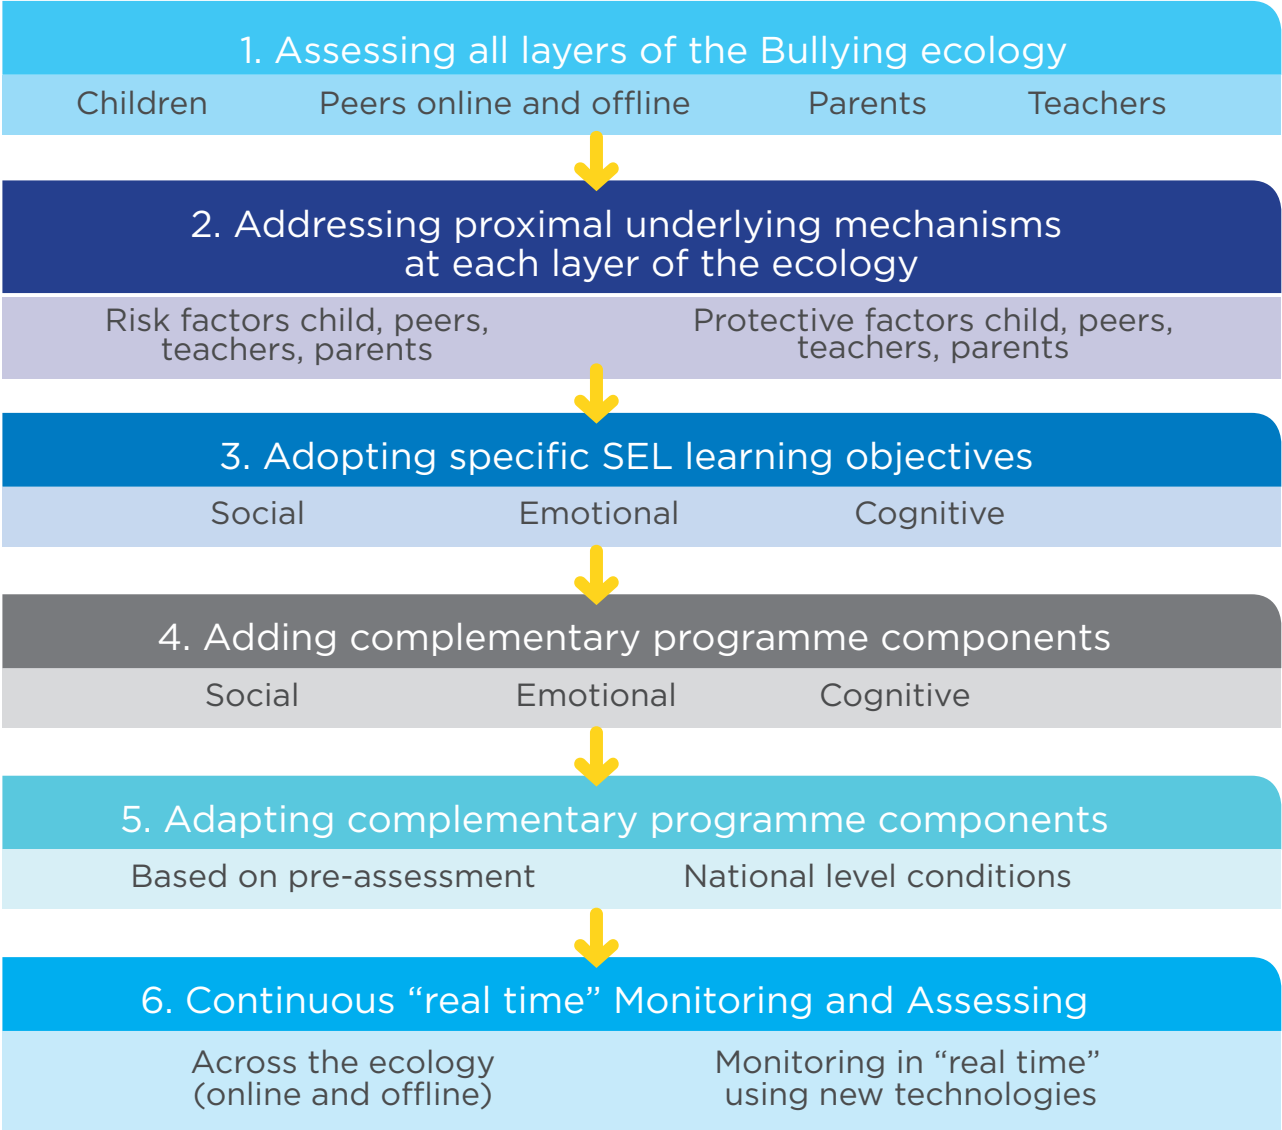 1. Assessing all layers of the Bullying ecology
Children Peers online and offline Parents Teachers
2. Addressing proximal underlying mechanisms
at each layer of the ecology
Risk factors child, peers,
teachers, parents
Protective factors child, peers,
teachers, parents
3. Adopting specific SEL learning objectives
Social Emotional Cognitive
4. Adding complementary programme components
Social Emotional Cognitive
5. Adapting complementary programme components
Based on pre-assessment National level conditions
6. Continuous “real time” Monitoring and Assessing
Across the ecology
(online and offline)
Monitoring in “real time”
using new technologies